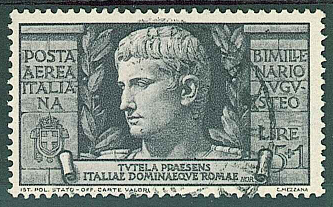 POSTA
AEREA
ITALIA
NA
BIMILLE
NARIO
AVGV
STEO
LIRE
5+1
TVTELA PRAESENS
ITALIAE DOMINAEQVE ROMAE
IST. POL. STATO - OFF. CARTE VALORI
C. MEZZANA